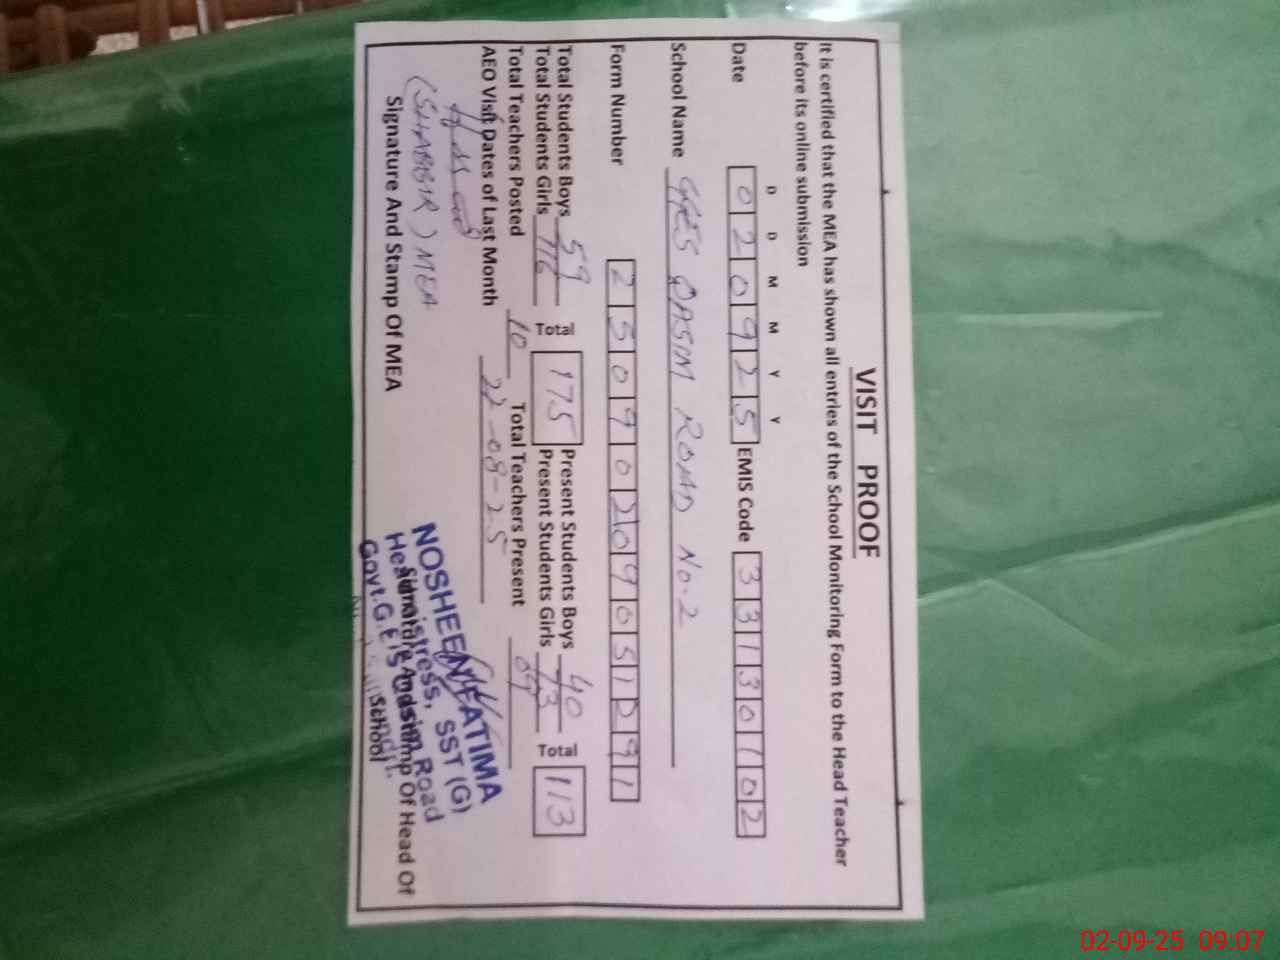 VISIT PROOF
It is certified that the MEA has shown all entries of the School Monitoring Form to the Head Teacher
before its online submission
D D M M Y Y
Date 0 2 0 9 2 5 EMIS Code 3 3 1 3 0 1 0 2
School Name GGES QASIM ROAD No. 2
Form Number 2 5 0 9 0 2 0 9 0 5 1 2 9 1
Total Students Boys 59 Total 175 Present Students Boys 40 Total 113
Total Students Girls 116 Present Students Girls 73
Total Teachers Posted 10 Total Teachers Present 09
AEO Visit Dates of Last Month 22-08-25
(SHABBIR) MEA
Signature And Stamp Of MEA
NOSHEEN FATIMA
Headmistress, SST (G)
Govt. G.E/S Qasim Road
Signature And Stamp Of Head Of
School
02-09-25 09:07